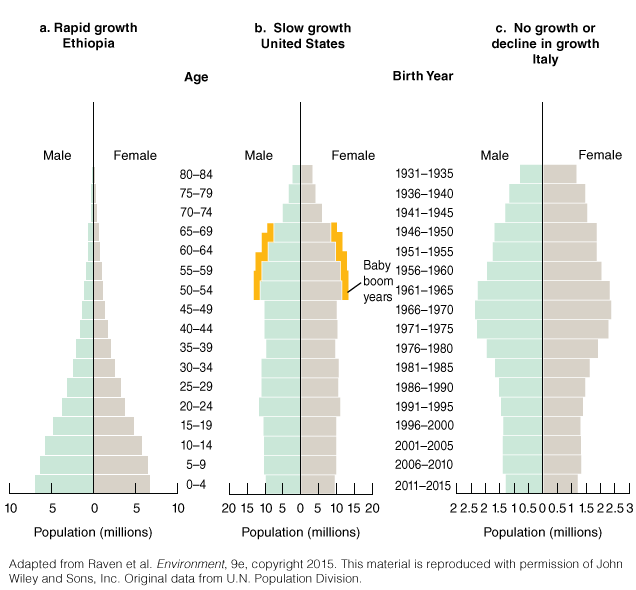 a. Rapid growth
Ethiopia
b. Slow growth
United States
c. No growth or
decline in growth
Italy
Age
Birth Year
Male
Female
Male
Female
Male
Female
80–84
1931–1935
75–79
1936–1940
70–74
1941–1945
65–69
1946–1950
60–64
1951–1955
55–59
1956–1960
50–54
1961–1965
45–49
1966–1970
40–44
1971–1975
35–39
1976–1980
30–34
1981–1985
25–29
1986–1990
20–24
1991–1995
15–19
1996–2000
10–14
2001–2005
5–9
2006–2010
0–4
2011–2015
Baby
boom
years
10 5 0 5 10
20 15 10 5 0 5 10 15 20
2 2.5 2 1.5 1 0.5 0 0.5 1 1.5 2 2.5 3
Population (millions)
Population (millions)
Population (millions)
Adapted from Raven et al. Environment, 9e, copyright 2015. This material is reproduced with permission of John
Wiley and Sons, Inc. Original data from U.N. Population Division.